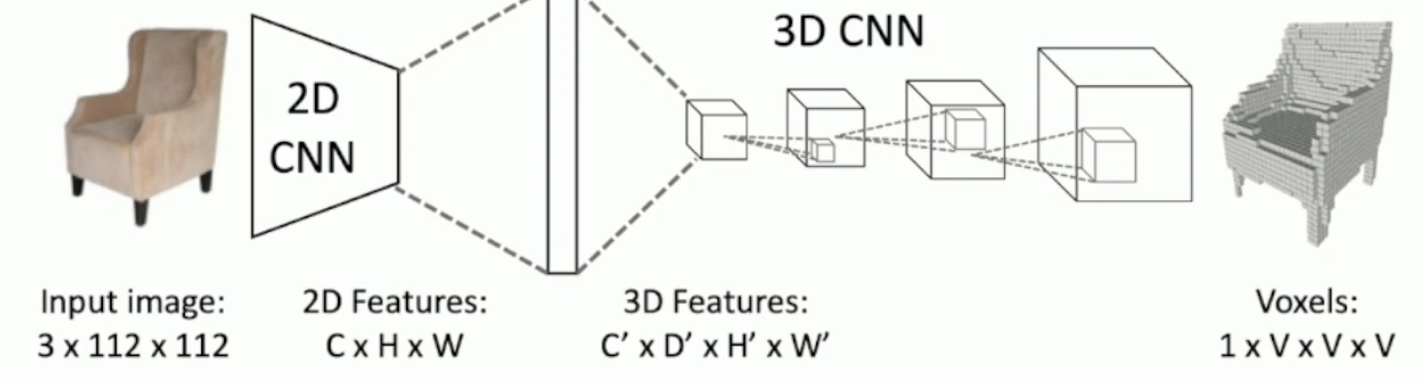 3D CNN
2D
CNN
Input image:
3 x 112 x 112
2D Features:
C x H x W
3D Features:
C' x D' x H' x W'
Voxels:
1 x V x V x V